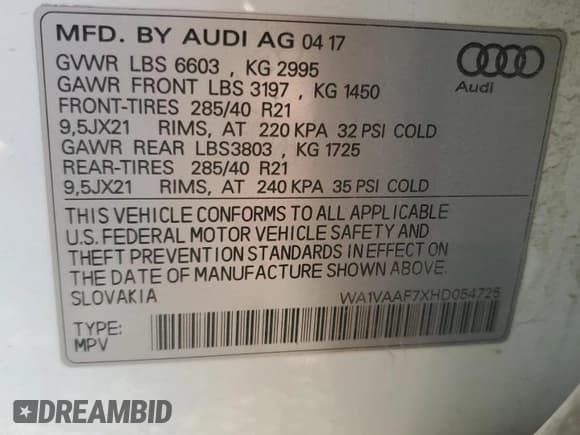 MFD. BY AUDI AG 04 17
GVWR LBS 6603 , KG 2995
GAWR FRONT LBS 3197 , KG 1450
FRONT-TIRES 285/40 R21
9,5JX21 RIMS, AT 220 KPA 32 PSI COLD
GAWR REAR LBS3803 , KG 1725
REAR-TIRES 285/40 R21
9,5JX21 RIMS, AT 240 KPA 35 PSI COLD
Audi
THIS VEHICLE CONFORMS TO ALL APPLICABLE
U.S. FEDERAL MOTOR VEHICLE SAFETY AND
THEFT PREVENTION STANDARDS IN EFFECT ON
THE DATE OF MANUFACTURE SHOWN ABOVE.
SLOVAKIA WA1VAAF7XHD054725
TYPE:
MPV
DREAMBID